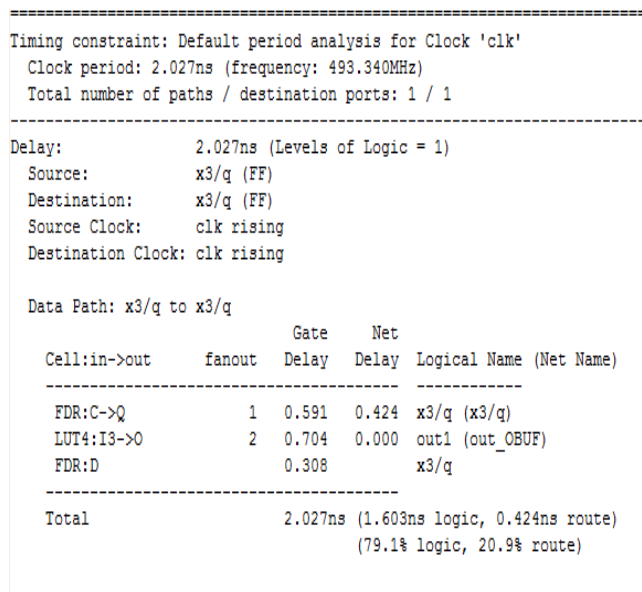 Timing constraint: Default period analysis for Clock 'clk'
Clock period: 2.027ns (frequency: 493.340MHz)
Total number of paths / destination ports: 1 / 1
Delay: 2.027ns (Levels of Logic = 1)
Source: x3/q (FF)
Destination: x3/q (FF)
Source Clock: clk rising
Destination Clock: clk rising
Data Path: x3/q to x3/q
Gate Net
Cell:in->out fanout Delay Delay Logical Name (Net Name)
FDR:C->Q 1 0.591 0.424 x3/q (x3/q)
LUT4:I3->O 2 0.704 0.000 out1 (out_OBUF)
FDR:D 0.308 x3/q
Total 2.027ns (1.603ns logic, 0.424ns route)
(79.1% logic, 20.9% route)